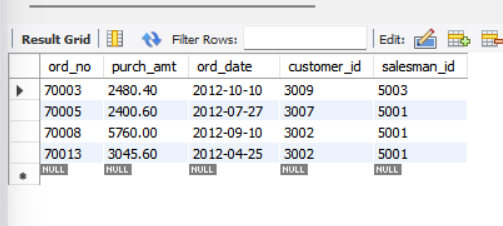 Result Grid Filter Rows: Edit:
ord_no purch_amt ord_date customer_id salesman_id
70003 2480.40 2012-10-10 3009 5003
70005 2400.60 2012-07-27 3007 5001
70008 5760.00 2012-09-10 3002 5001
70013 3045.60 2012-04-25 3002 5001
NULL NULL NULL NULL NULL